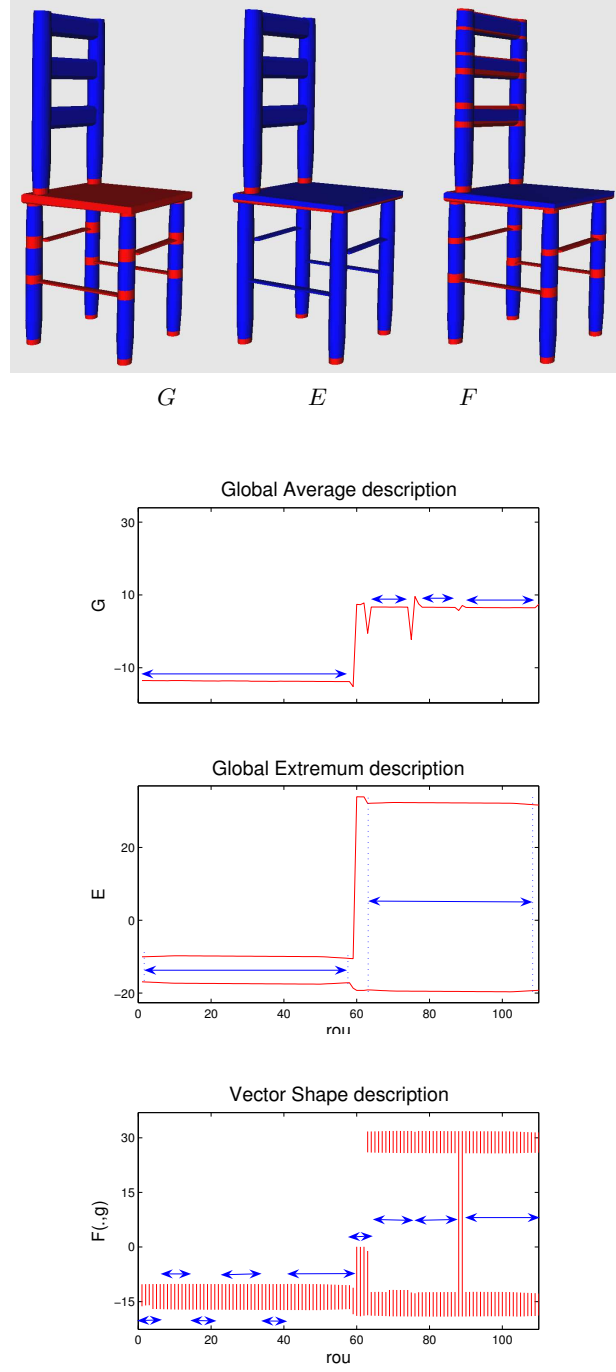 G E F
Global Average description
30
10
−10
G
Global Extremum description
20
0
−20
E
0 20 40 60 80 100
rou
Vector Shape description
30
15
0
−15
F(.,g)
0 20 40 60 80 100
rou